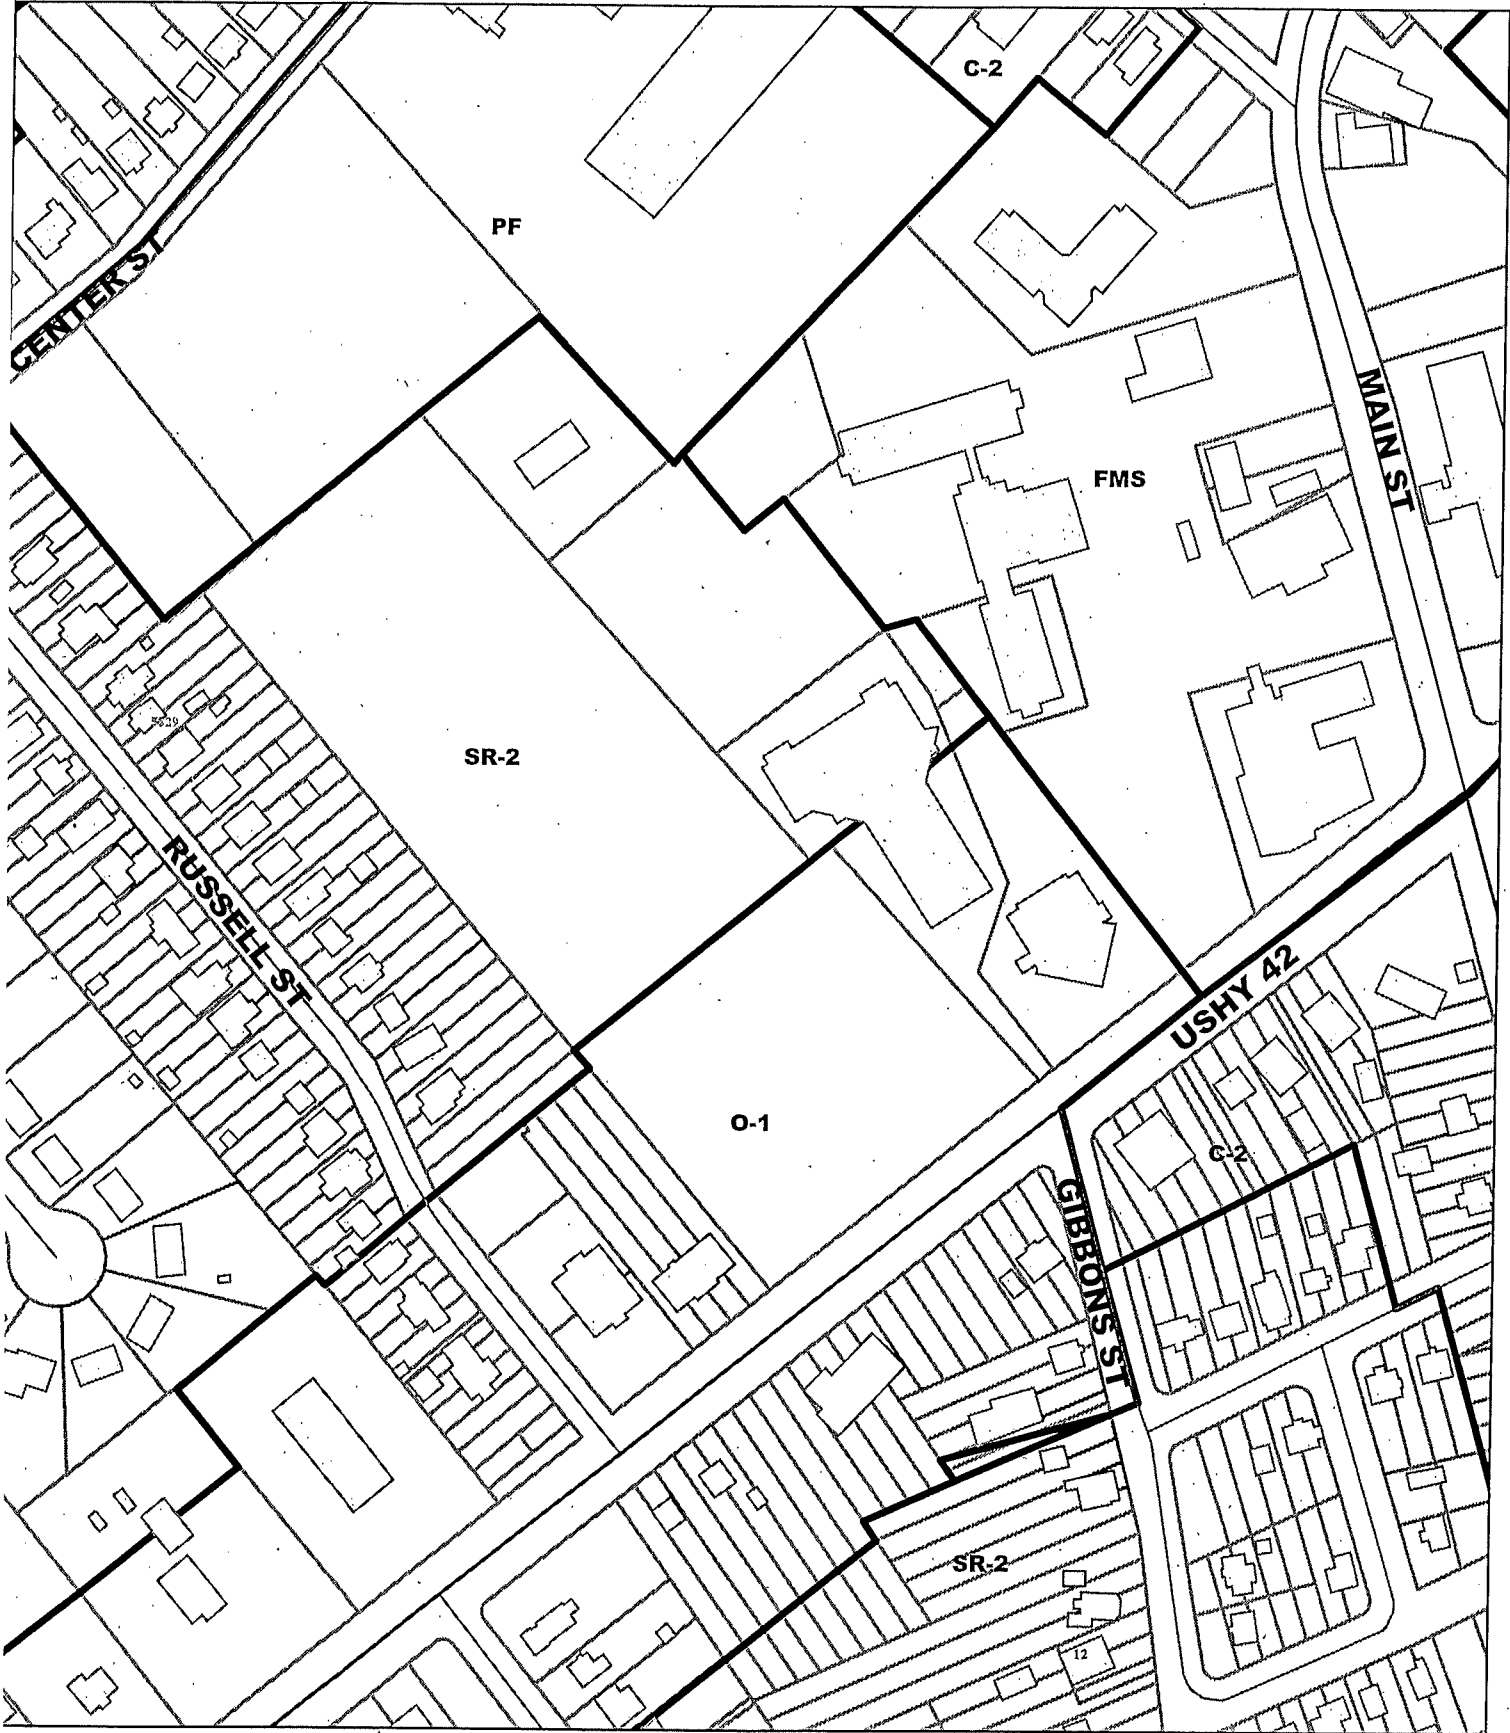 C-2
PF
CENTER ST
MAIN ST
FMS
5829
SR-2
RUSSELL ST
USHY 42
O-1
C-2
GIBBONS ST
SR-2
12